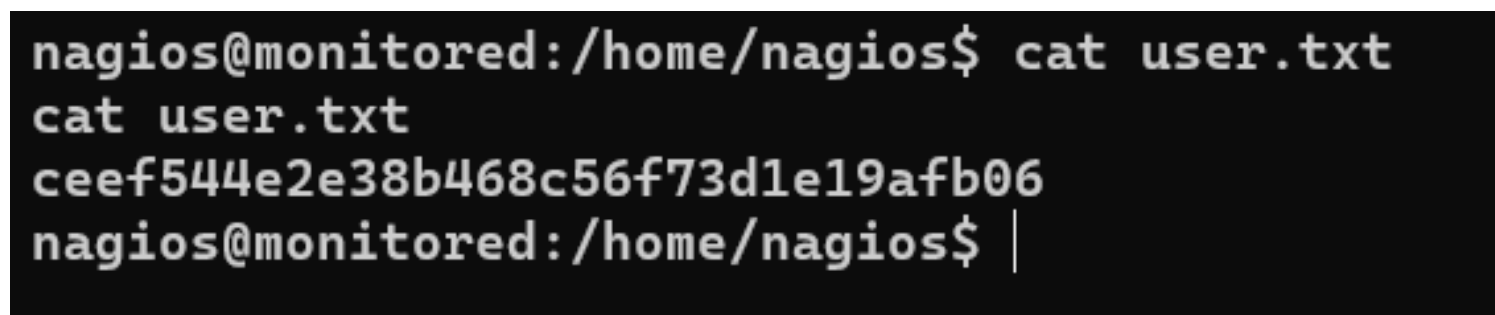 nagios@monitored:/home/nagios$ cat user.txt
cat user.txt
ceef544e2e38b468c56f73d1e19afb06
nagios@monitored:/home/nagios$